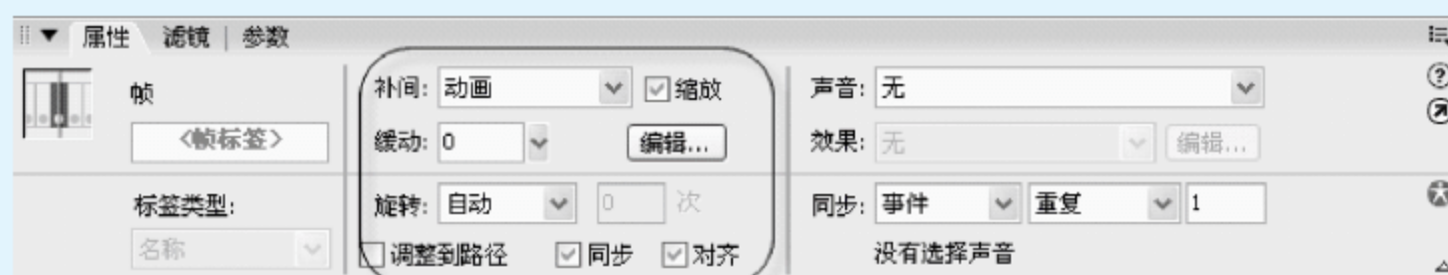 属性 滤镜 | 参数
帧
<帧标签>
标签类型:
名称
补间: 动画 缩放
缓动: 0 编辑...
旋转: 自动 0 次
调整到路径 同步 对齐
声音: 无
效果: 无 编辑...
同步: 事件 重复 1
没有选择声音